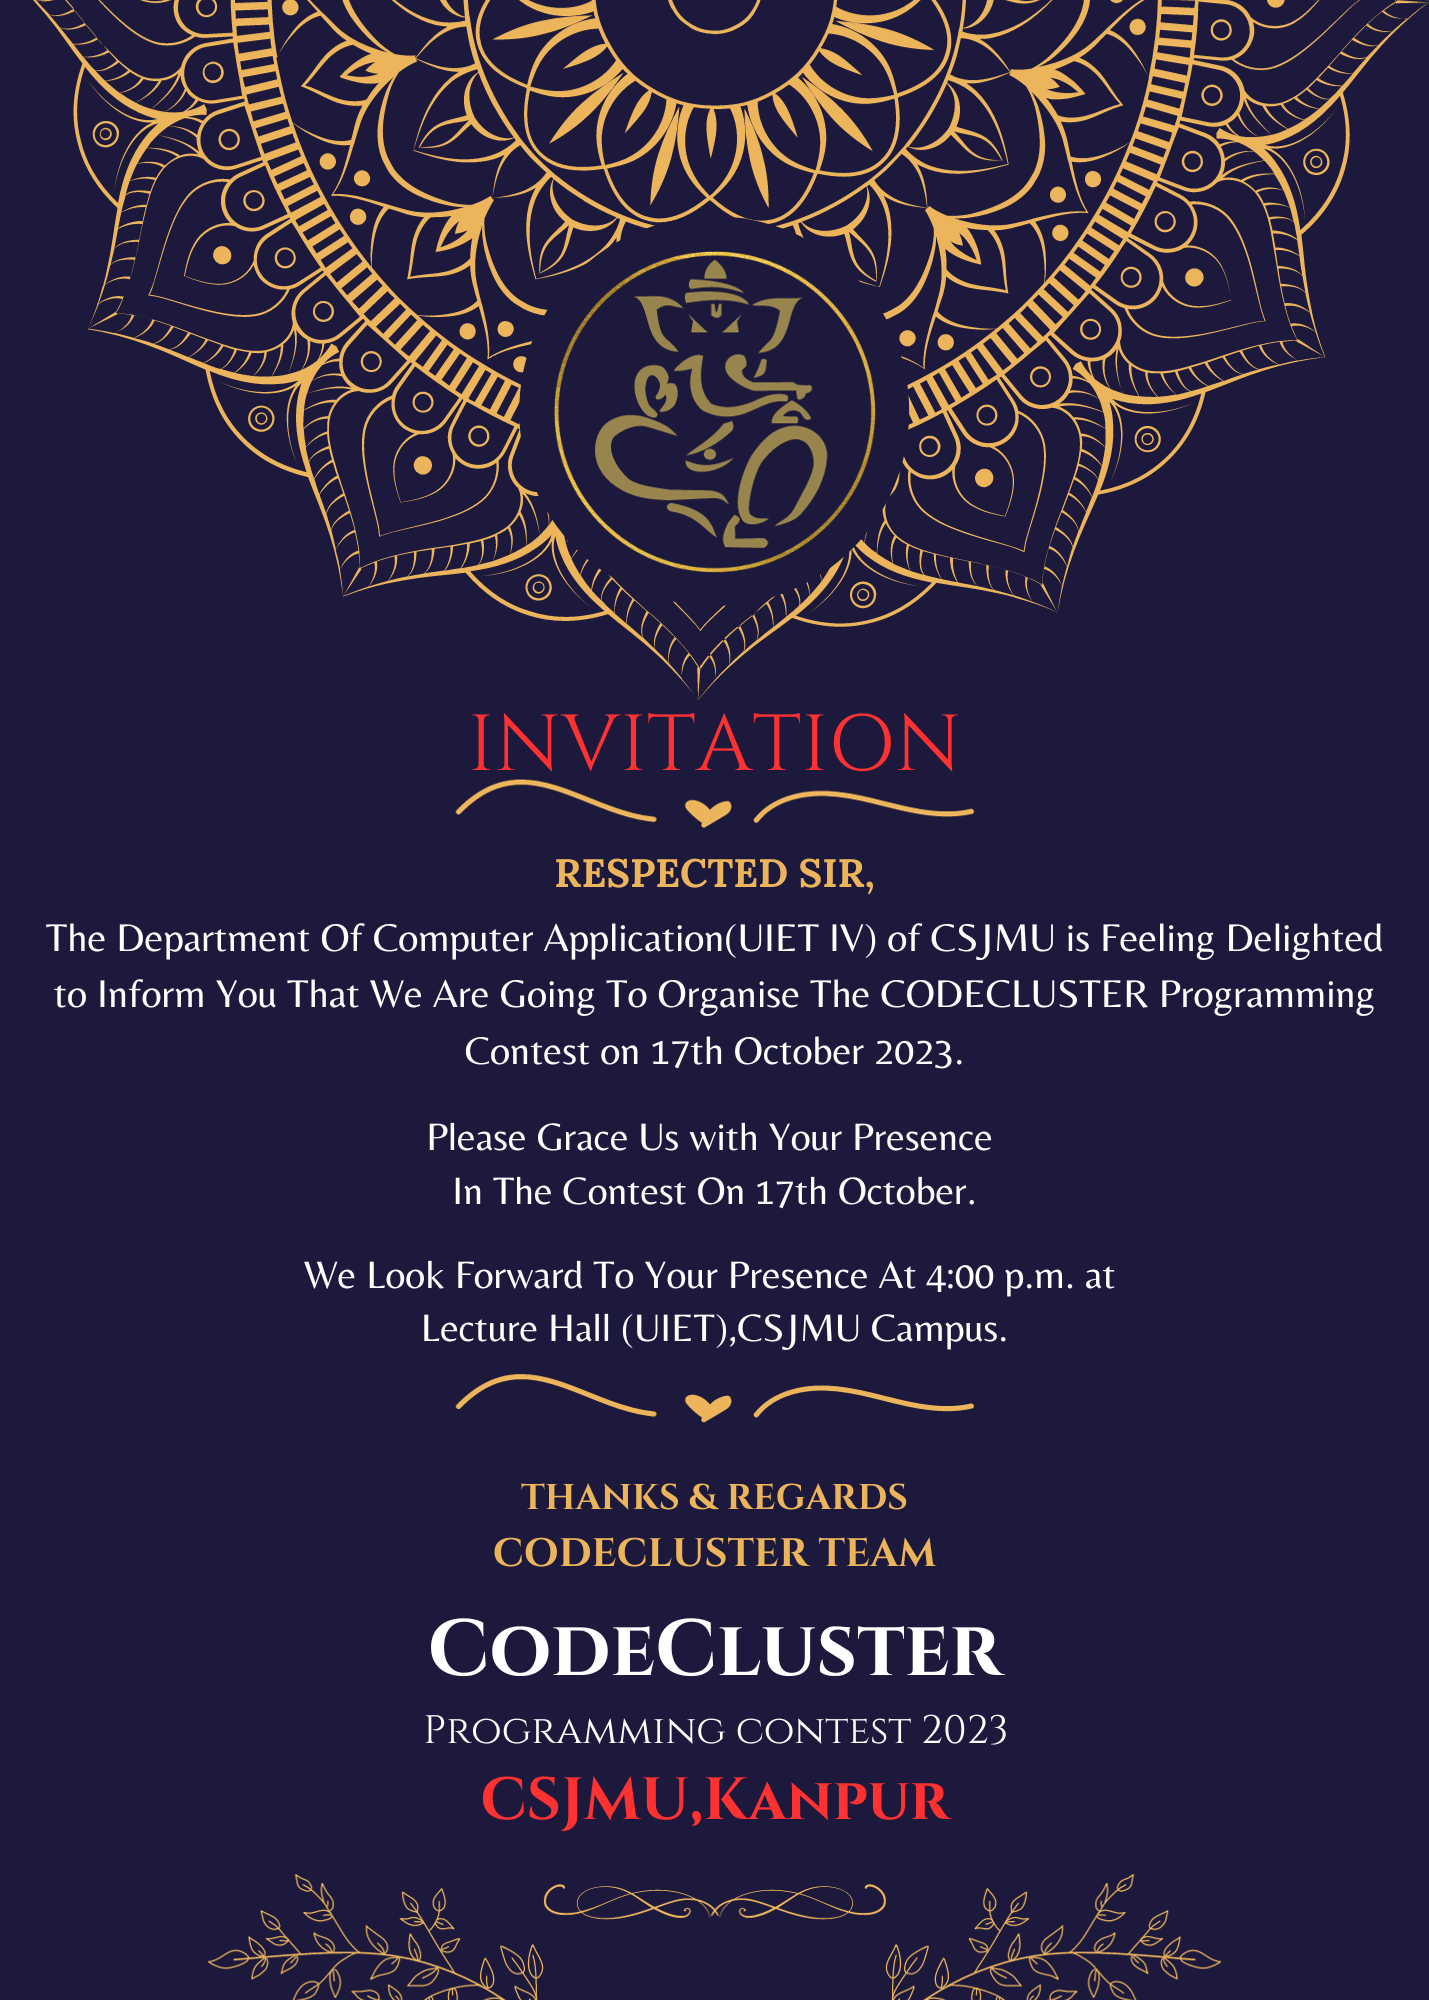 INVITATION
RESPECTED SIR,
The Department Of Computer Application(UIET IV) of CSJMU is Feeling Delighted
to Inform You That We Are Going To Organise The CODECLUSTER Programming
Contest on 17th October 2023.
Please Grace Us with Your Presence
In The Contest On 17th October.
We Look Forward To Your Presence At 4:00 p.m. at
Lecture Hall (UIET),CSJMU Campus.
THANKS & REGARDS
CODECLUSTER TEAM
CodeCluster
Programming contest 2023
CSJMU,Kanpur